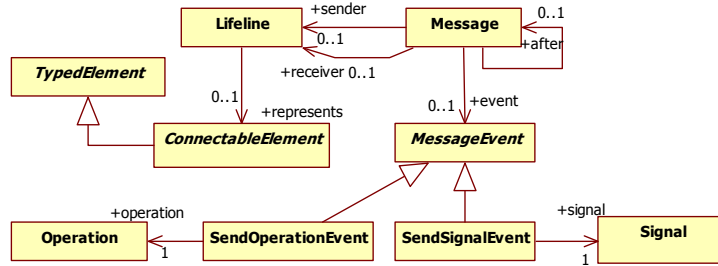 +sender
Lifeline
Message
0..1
0..1
+after
+receiver 0..1
TypedElement
0..1
+represents
0..1
+event
ConnectableElement
MessageEvent
+operation
+signal
Operation
1
SendOperationEvent
SendSignalEvent
1
Signal